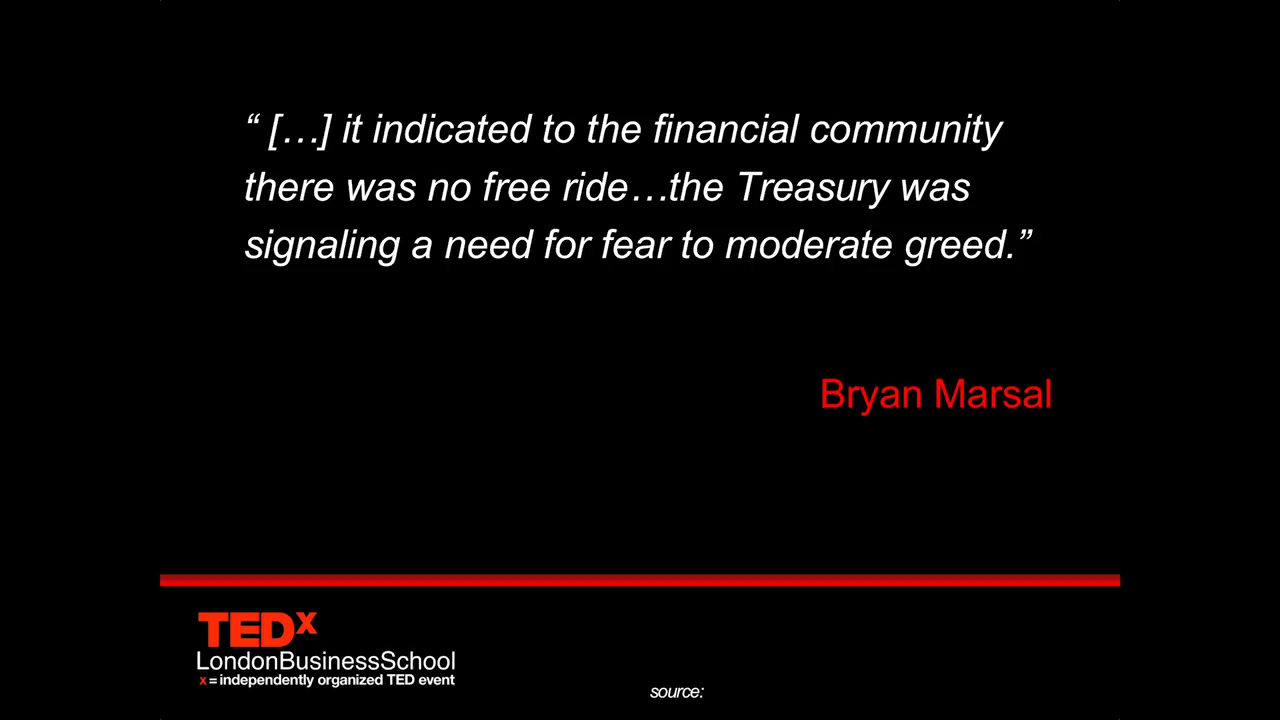 “ […] it indicated to the financial community
there was no free ride…the Treasury was
signaling a need for fear to moderate greed.”
Bryan Marsal
TEDx
LondonBusinessSchool
x = independently organized TED event
source: